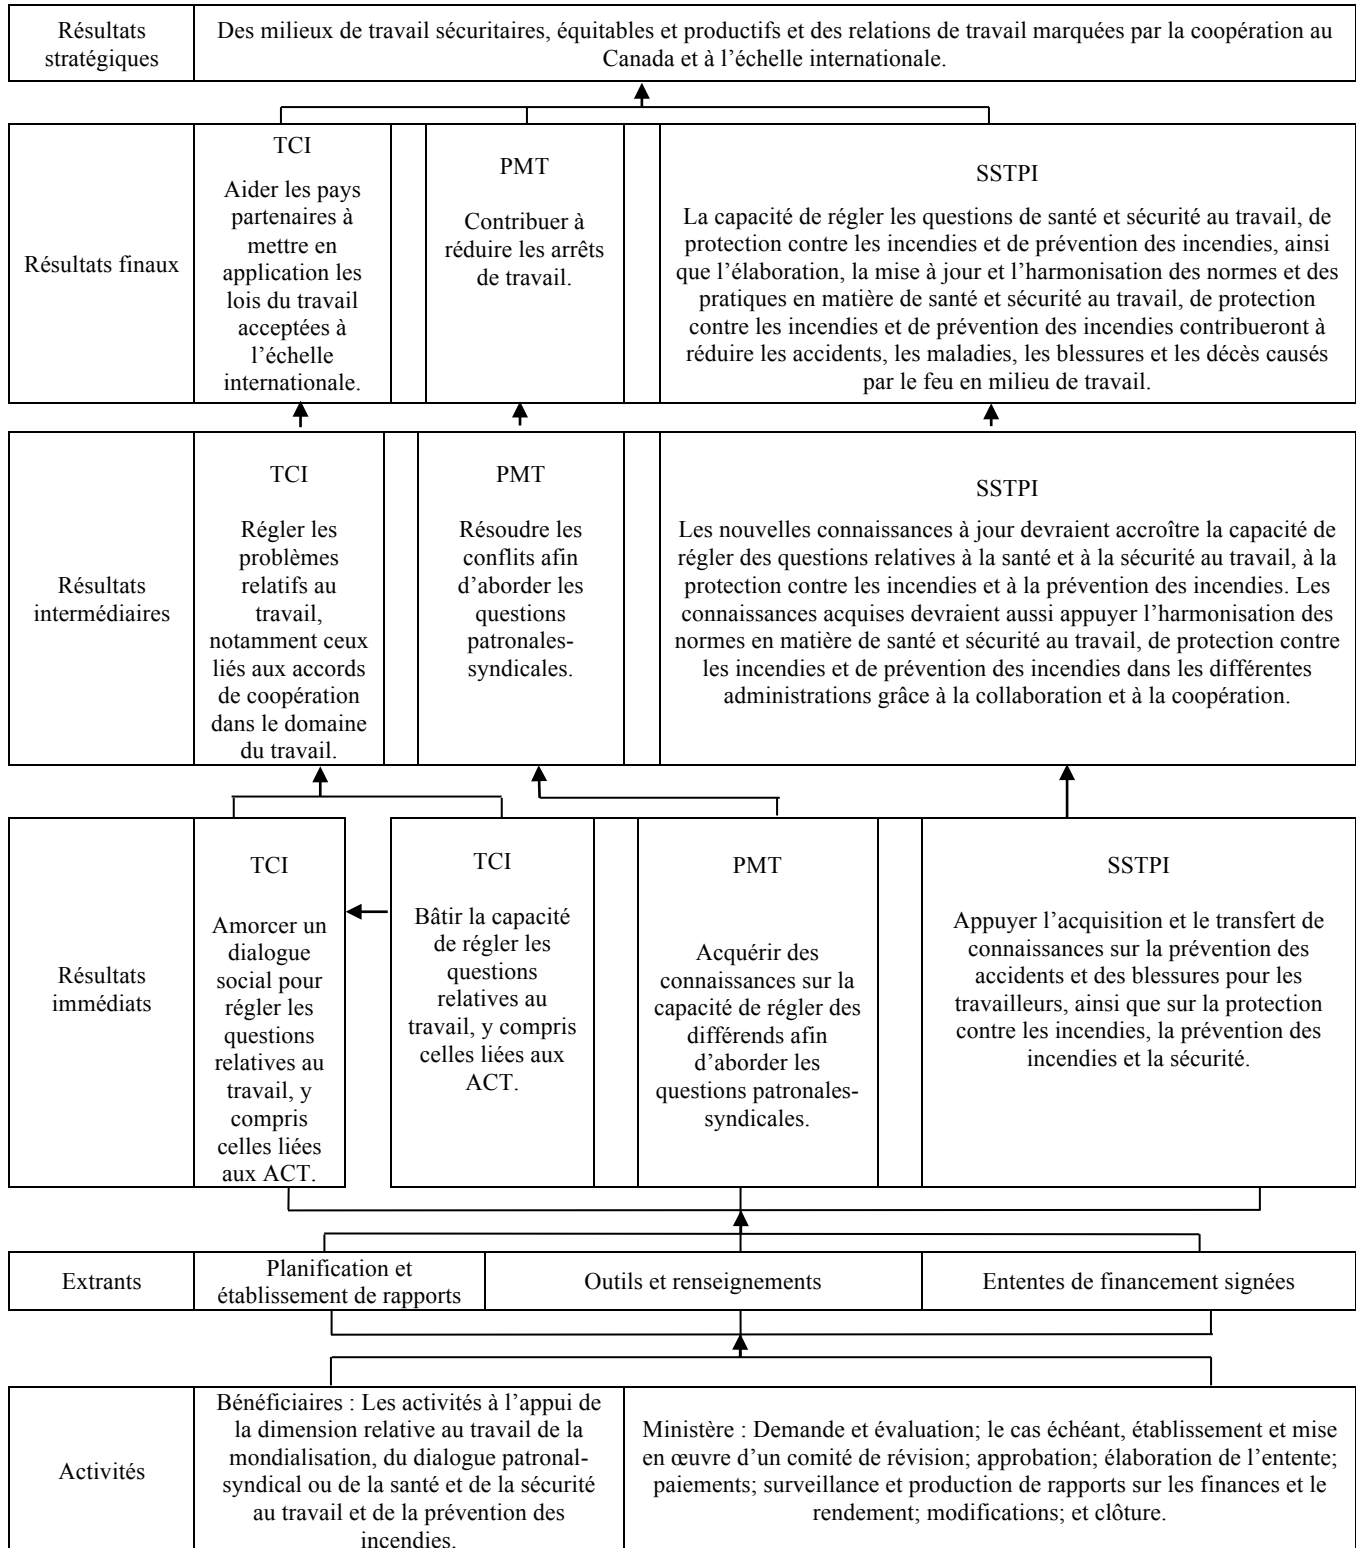 Résultats
stratégiques
Des milieux de travail sécuritaires, équitables et productifs et des relations de travail marquées par la coopération au
Canada et à l’échelle internationale.
Résultats finaux
TCI
Aider les pays
partenaires à
mettre en
application les
lois du travail
acceptées à
l’échelle
internationale.
PMT
Contribuer à
réduire les arrêts
de travail.
SSTPI
La capacité de régler les questions de santé et sécurité au travail, de
protection contre les incendies et de prévention des incendies, ainsi
que l’élaboration, la mise à jour et l’harmonisation des normes et des
pratiques en matière de santé et sécurité au travail, de protection
contre les incendies et de prévention des incendies contribueront à
réduire les accidents, les maladies, les blessures et les décès causés
par le feu en milieu de travail.
Résultats
intermédiaires
TCI
Régler les
problèmes
relatifs au
travail,
notamment ceux
liés aux accords
de coopération
dans le domaine
du travail.
PMT
Résoudre les
conflits afin
d’aborder les
questions
patronales-
syndicales.
SSTPI
Les nouvelles connaissances à jour devraient accroître la capacité de
régler des questions relatives à la santé et à la sécurité au travail, à la
protection contre les incendies et à la prévention des incendies. Les
connaissances acquises devraient aussi appuyer l’harmonisation des
normes en matière de santé et sécurité au travail, de protection contre
les incendies et de prévention des incendies dans les différentes
administrations grâce à la collaboration et à la coopération.
Résultats
immédiats
TCI
Amorcer un
dialogue
social pour
régler les
questions
relatives au
travail, y
compris
celles liées
aux ACT.
TCI
Bâtir la capacité
de régler les
questions
relatives au
travail, y compris
celles liées aux
ACT.
PMT
Acquérir des
connaissances sur la
capacité de régler des
différends afin
d’aborder les
questions patronales-
syndicales.
SSTPI
Appuyer l’acquisition et le transfert de
connaissances sur la prévention des
accidents et des blessures pour les
travailleurs, ainsi que sur la protection
contre les incendies, la prévention des
incendies et la sécurité.
Extrants
Planification et
établissement de rapports
Outils et renseignements
Ententes de financement signées
Activités
Bénéficiaires : Les activités à l’appui de
la dimension relative au travail de la
mondialisation, du dialogue patronal-
syndical ou de la santé et de la sécurité
au travail et de la prévention des
incendies.
Ministère : Demande et évaluation; le cas échéant, établissement et mise
en œuvre d’un comité de révision; approbation; élaboration de l’entente;
paiements; surveillance et production de rapports sur les finances et le
rendement; modifications; et clôture.